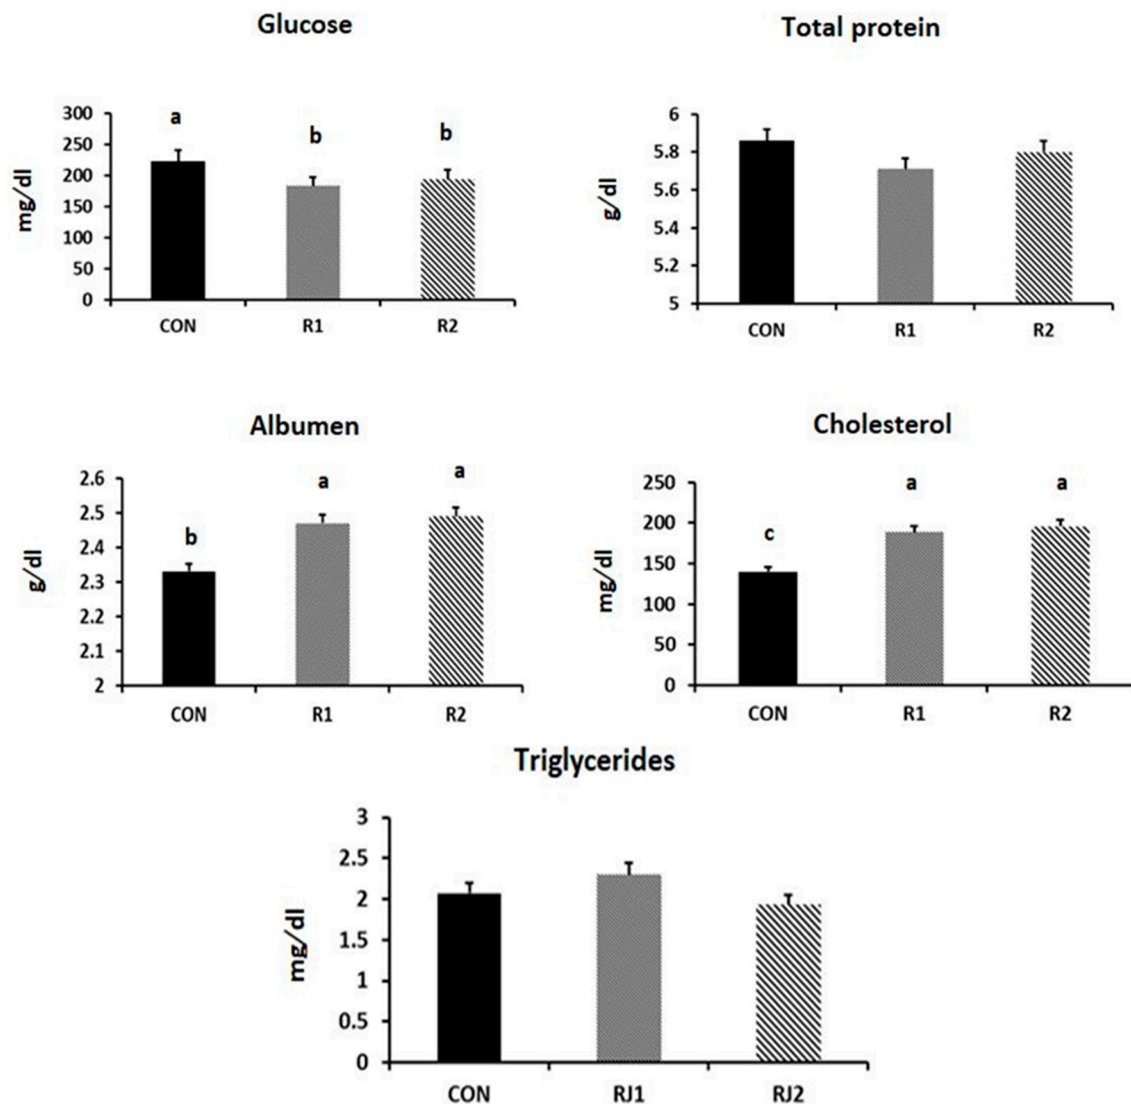 Glucose
Total protein
300
250
200
150
100
50
0
mg/dl
a
b
b
CON
R1
R2
6
5.8
5.6
5.4
5.2
5
g/dl
CON
R1
R2
Albumen
Cholesterol
2.6
2.5
2.4
2.3
2.2
2.1
2
g/dl
b
a
a
CON
R1
R2
250
200
150
100
50
0
mg/dl
c
a
a
CON
R1
R2
Triglycerides
3
2.5
2
1.5
1
0.5
0
mg/dl
CON
RJ1
RJ2